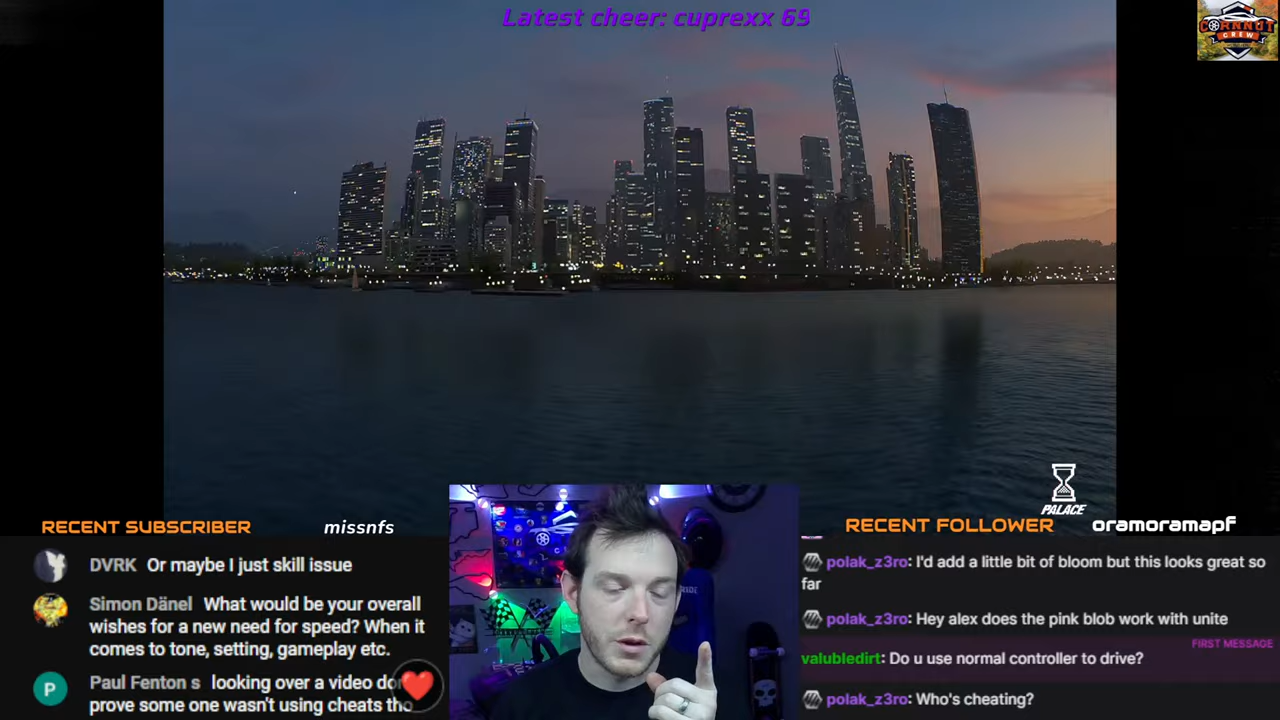 Latest cheer: cuprexx 69
CORNNUT
CREW
PALACE
RECENT SUBSCRIBER missnfs
RECENT FOLLOWER oramoramapf
DVRK Or maybe I just skill issue
Simon Dänel What would be your overall
wishes for a new need for speed? When it
comes to tone, setting, gameplay etc.
P Paul Fenton s looking over a video
prove some one wasn't using cheats
polak_z3ro: I'd add a little bit of bloom but this looks great so
far
polak_z3ro: Hey alex does the pink blob work with unite
FIRST MESSAGE
valubledirt: Do u use normal controller to drive?
polak_z3ro: Who's cheating?